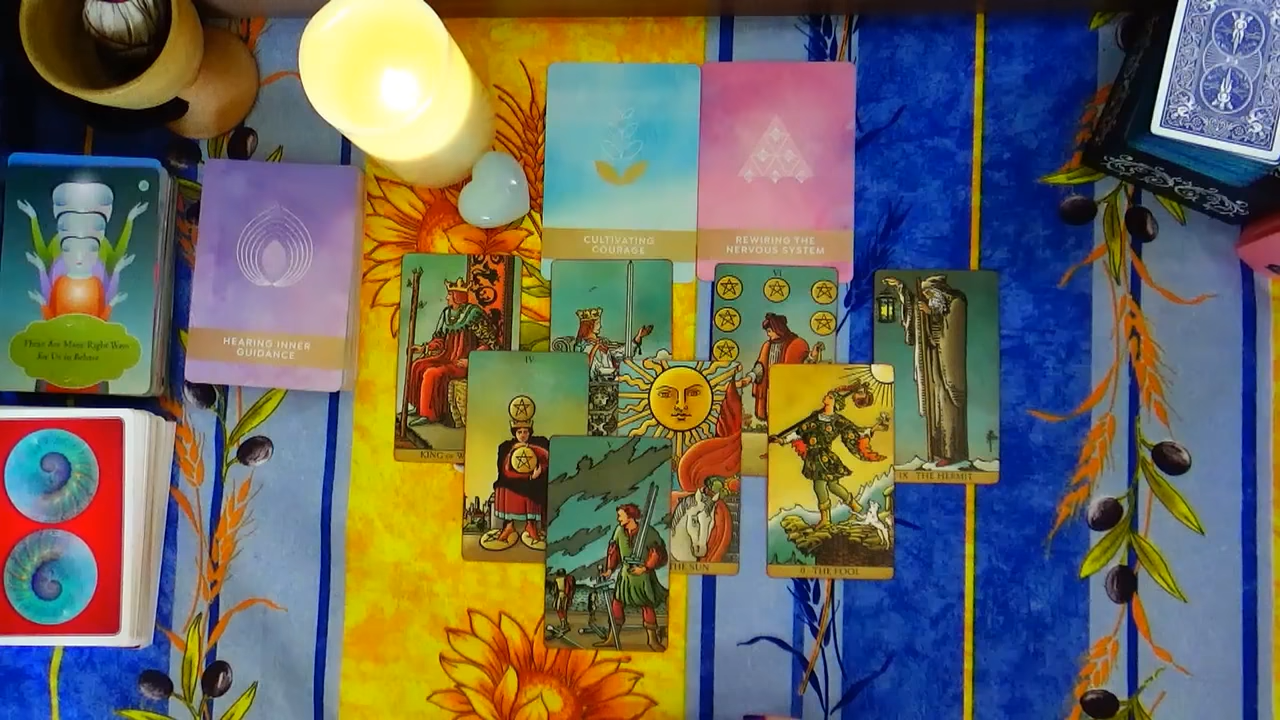 CULTIVATING
COURAGE
REWIRING THE
NERVOUS SYSTEM
There Are Many Right Ways
for Us to Behave
HEARING INNER
GUIDANCE
VI
IV
KING OF W
IX THE HERMIT
THE SUN
0 THE FOOL